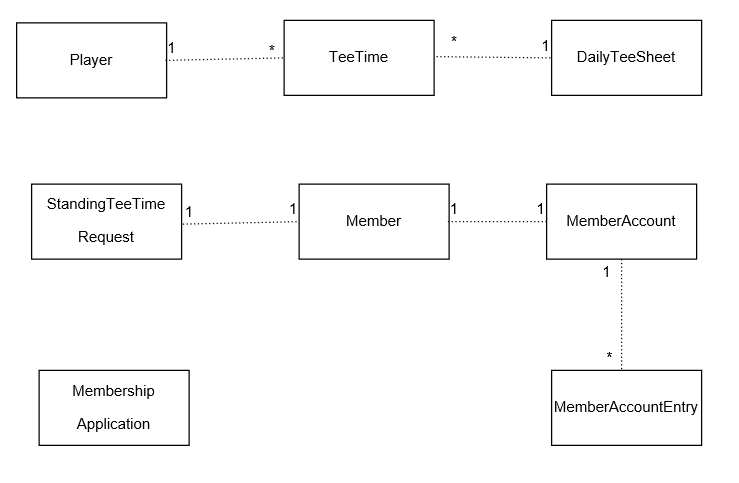 Player
1
*
TeeTime
*
1
DailyTeeSheet
StandingTeeTime
Request
1
1
Member
1
1
MemberAccount
1
*
Membership
Application
MemberAccountEntry